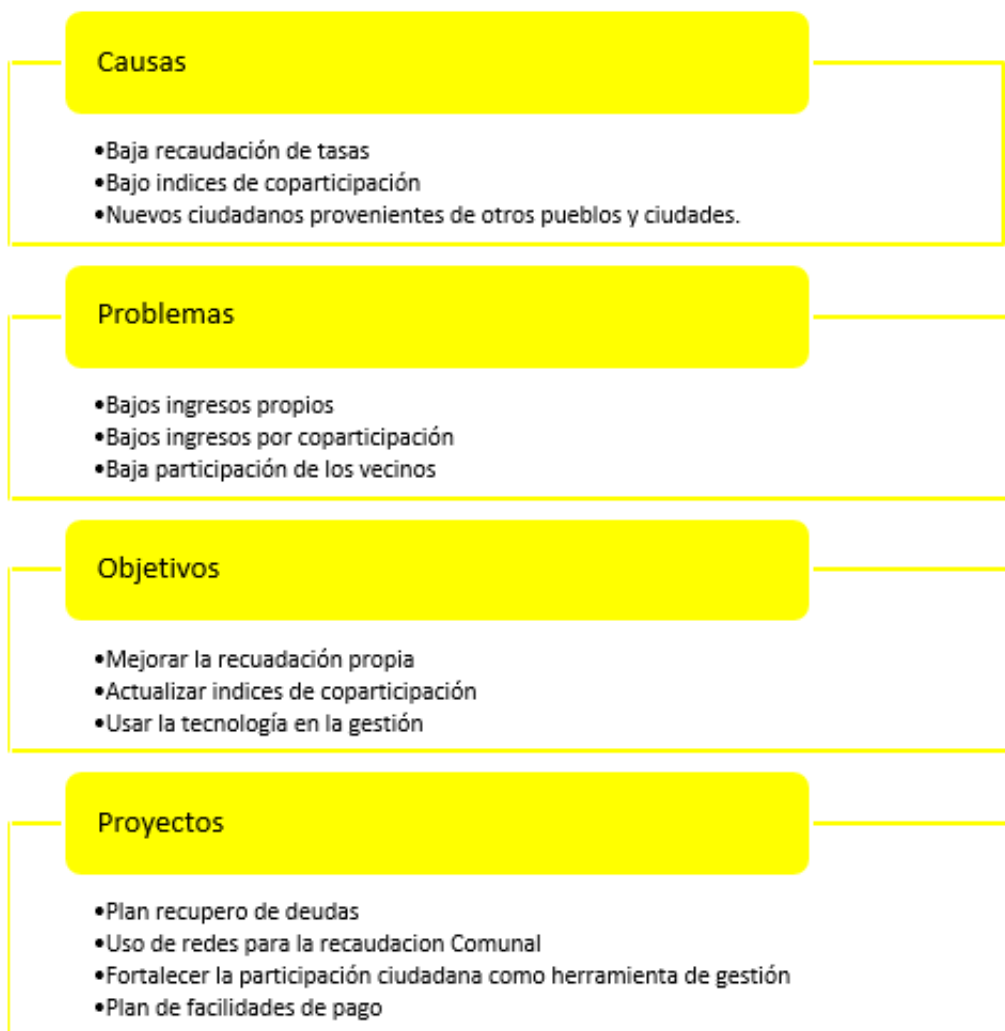 Causas
•Baja recaudación de tasas
•Bajo indices de coparticipación
•Nuevos ciudadanos provenientes de otros pueblos y ciudades.
Problemas
•Bajos ingresos propios
•Bajos ingresos por coparticipación
•Baja participación de los vecinos
Objetivos
•Mejorar la recuadación propia
•Actualizar indices de coparticipación
•Usar la tecnología en la gestión
Proyectos
•Plan recupero de deudas
•Uso de redes para la recaudacion Comunal
•Fortalecer la participación ciudadana como herramienta de gestión
•Plan de facilidades de pago